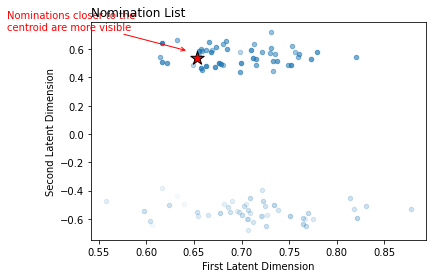 Nomination List
Nominations closer to the
centroid are more visible
0.6
0.4
0.2
0.0
−0.2
−0.4
−0.6
Second Latent Dimension
0.55 0.60 0.65 0.70 0.75 0.80 0.85
First Latent Dimension